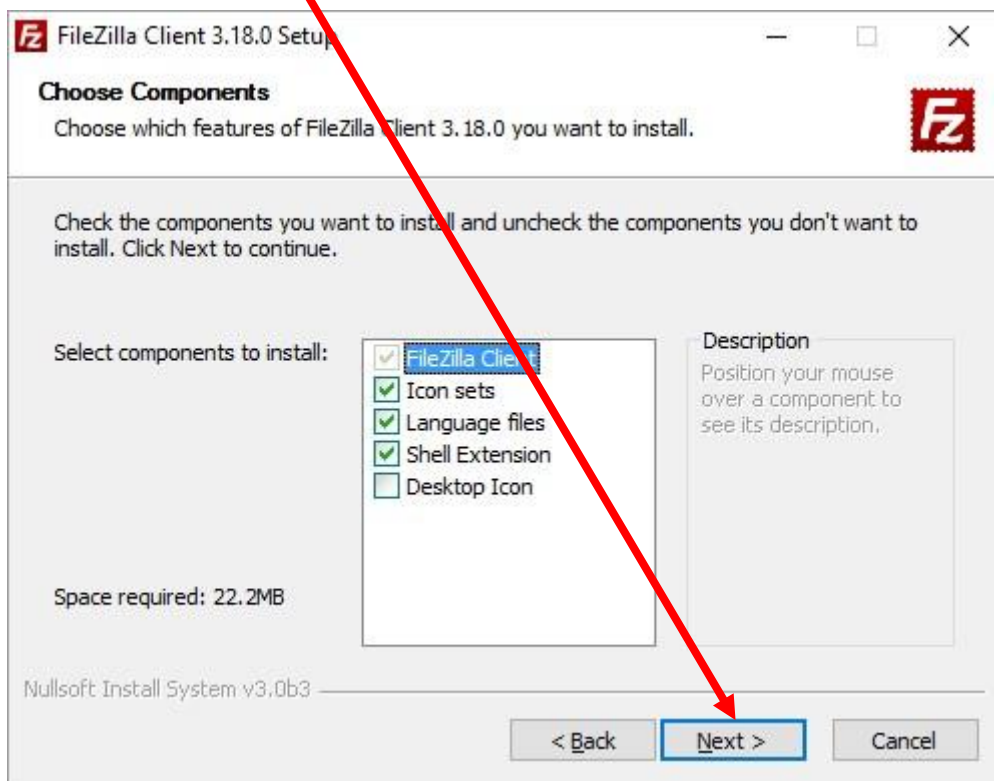 FileZilla Client 3.18.0 Setup
Choose Components
Choose which features of FileZilla Client 3.18.0 you want to install.
Fz
Check the components you want to install and uncheck the components you don't want to
install. Click Next to continue.
Select components to install:
FileZilla Client
Icon sets
Language files
Shell Extension
Desktop Icon
Description
Position your mouse
over a component to
see its description.
Space required: 22.2MB
Nullsoft Install System v3.0b3
< Back
Next >
Cancel